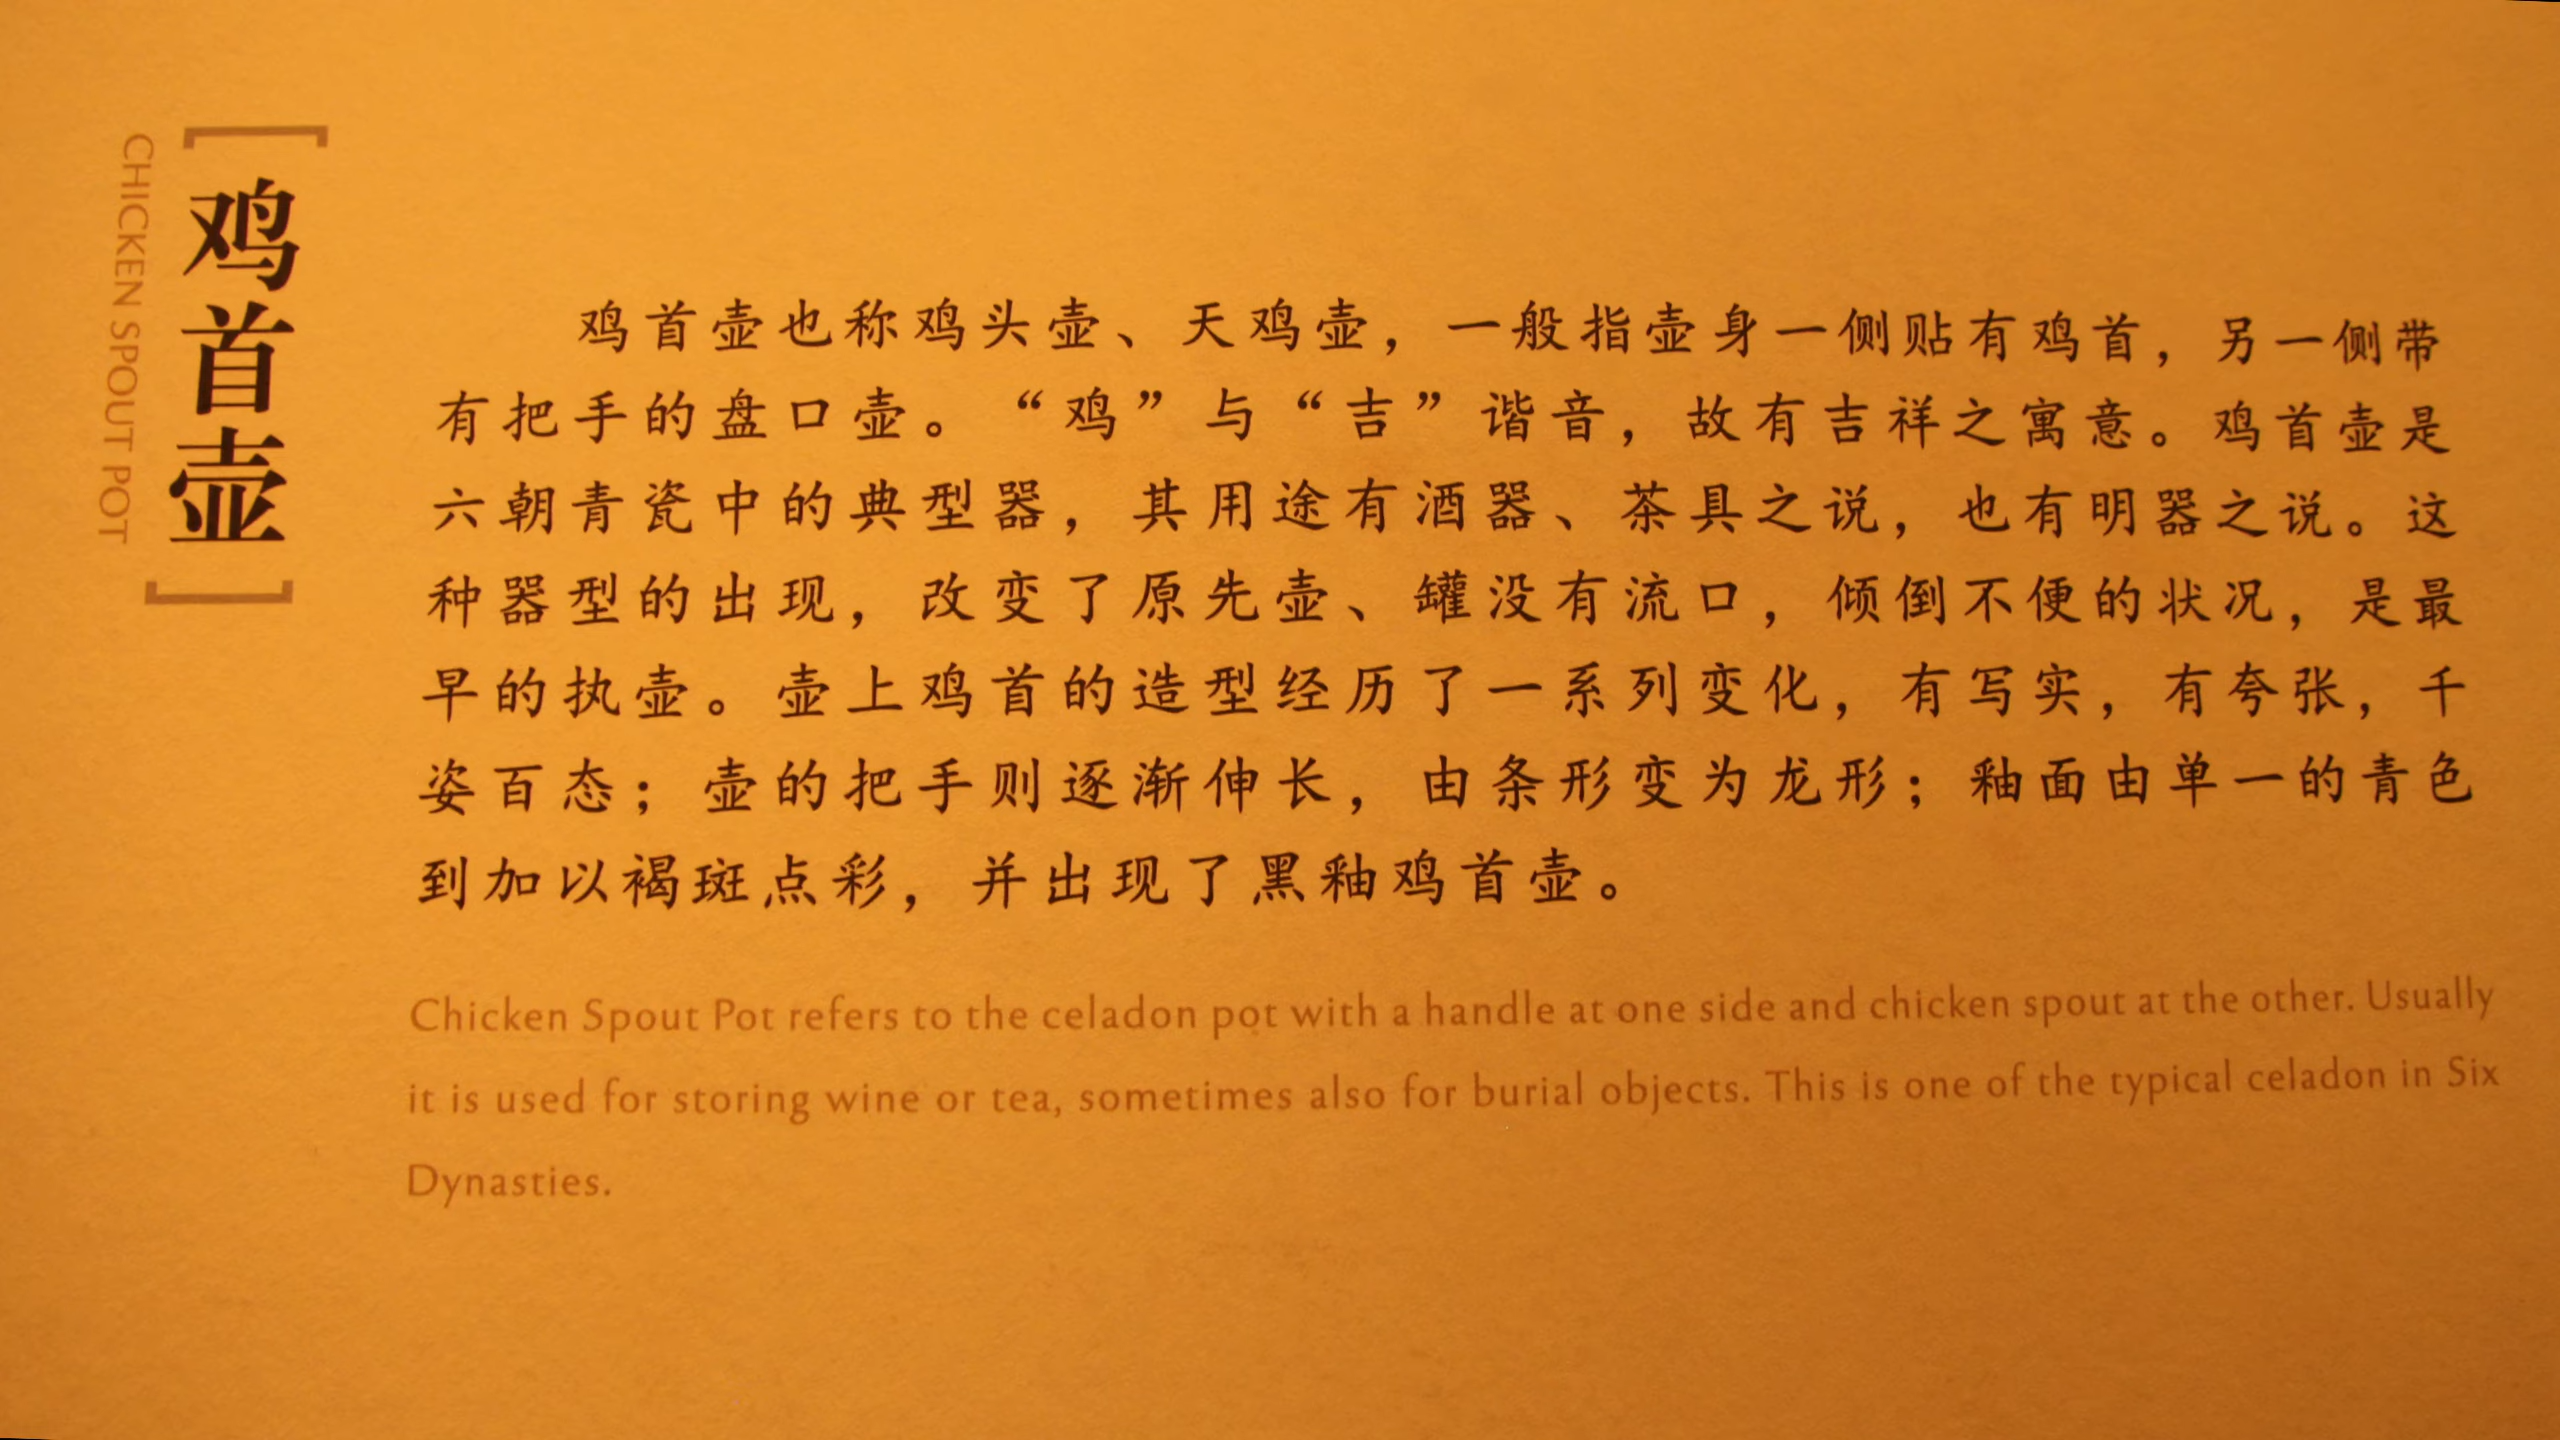 [鸡首壶]
CHICKEN SPOUT POT
鸡首壶也称鸡头壶、天鸡壶，一般指壶身一侧贴有鸡首，另一侧带
有把手的盘口壶。“鸡”与“吉”谐音，故有吉祥之寓意。鸡首壶是
六朝青瓷中的典型器，其用途有酒器、茶具之说，也有明器之说。这
种器型的出现，改变了原先壶、罐没有流口，倾倒不便的状况，是最
早的执壶。壶上鸡首的造型经历了一系列变化，有写实，有夸张，千
姿百态；壶的把手则逐渐伸长，由条形变为龙形；釉面由单一的青色
到加以褐斑点彩，并出现了黑釉鸡首壶。
Chicken Spout Pot refers to the celadon pot with a handle at one side and chicken spout at the other. Usually
it is used for storing wine or tea, sometimes also for burial objects. This is one of the typical celadon in Six
Dynasties.